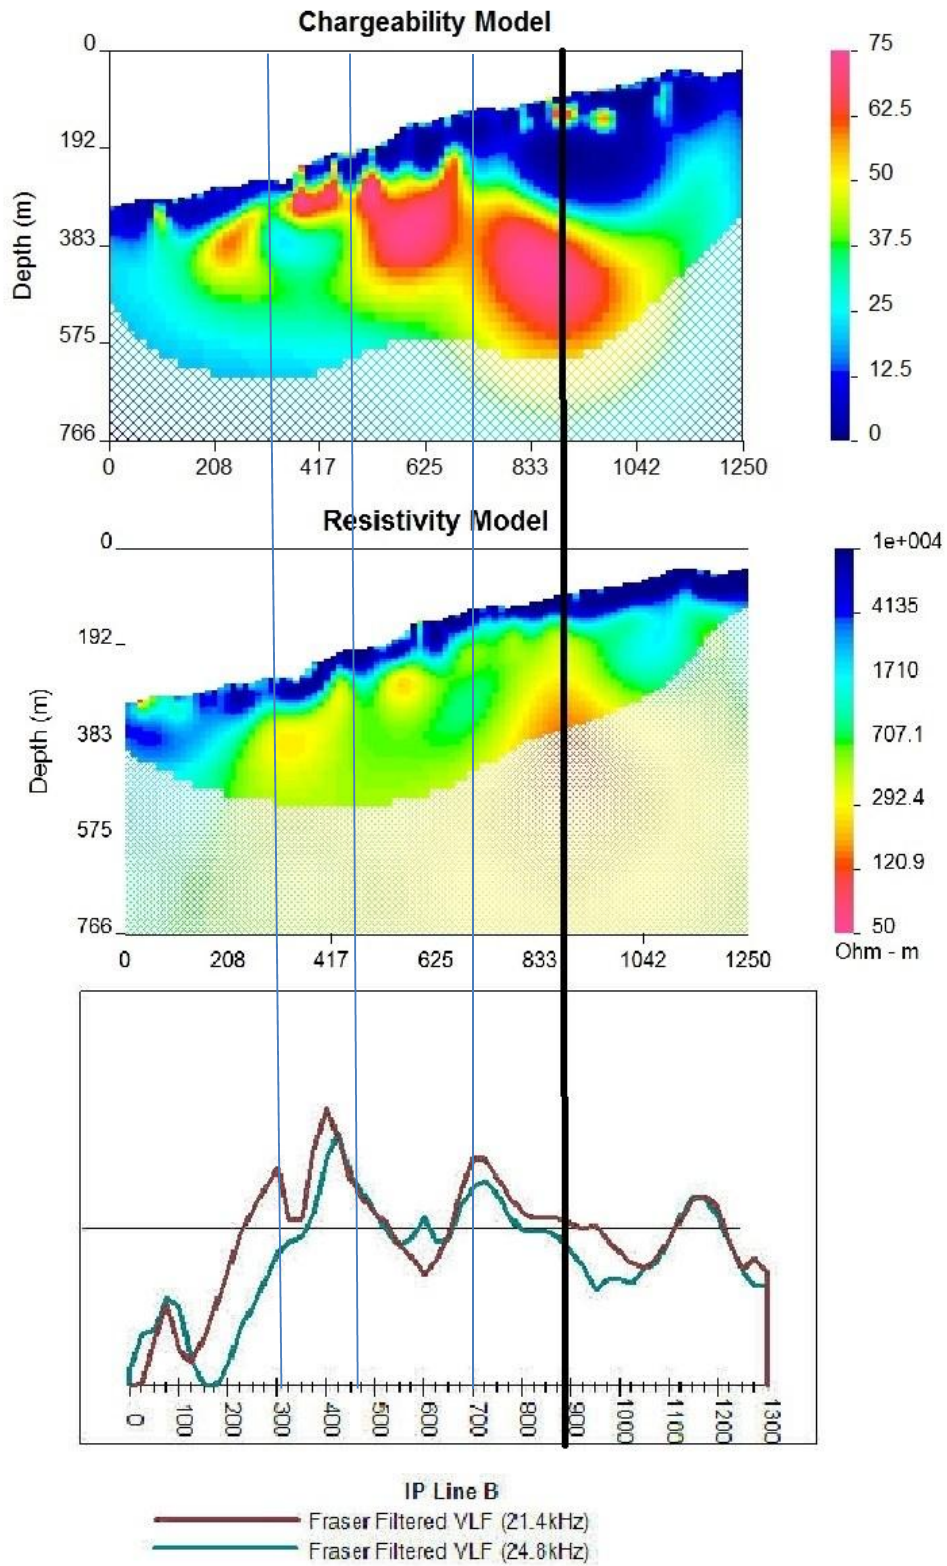 Chargeability Model
0
192
383
575
766
Depth (m)
0 208 417 625 833 1042 1250
75
62.5
50
37.5
25
12.5
0
Resistivity Model
0
192
383
575
766
Depth (m)
0 208 417 625 833 1042 1250
1e+004
4135
1710
707.1
292.4
120.9
50
Ohm - m
0 100 200 300 400 500 600 700 800 900 1000 1100 1200 1300
IP Line B
Fraser Filtered VLF (21.4kHz)
Fraser Filtered VLF (24.8kHz)